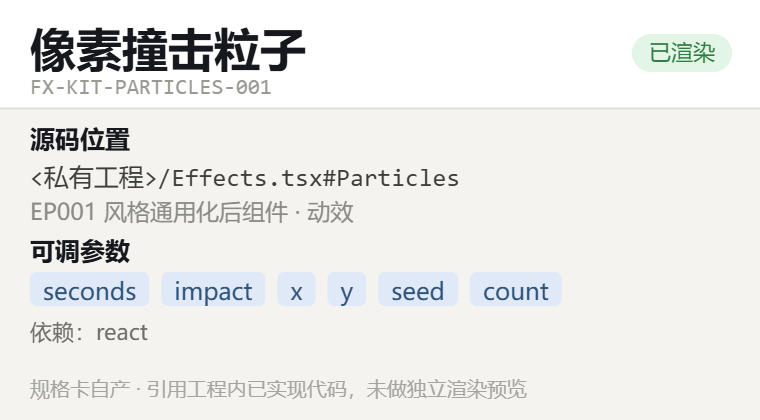 像素撞击粒子
已渲染
FX-KIT-PARTICLES-001
源码位置
<私有工程>/Effects.tsx#Particles
EP001 风格通用化后组件 · 动效
可调参数
seconds impact x y seed count
依赖：react
规格卡自产 · 引用工程内已实现代码，未做独立渲染预览